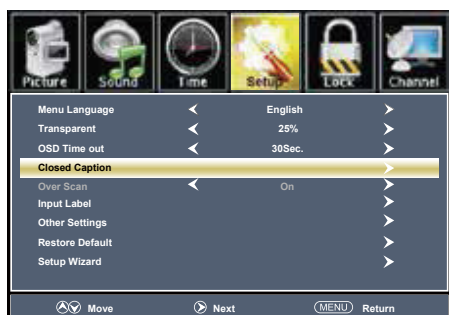 Picture Sound Time Setup Lock Channel
Menu Language English
Transparent 25%
OSD Time out 30Sec.
Closed Caption
Over Scan On
Input Label
Other Settings
Restore Default
Setup Wizard
Move Next MENU Return